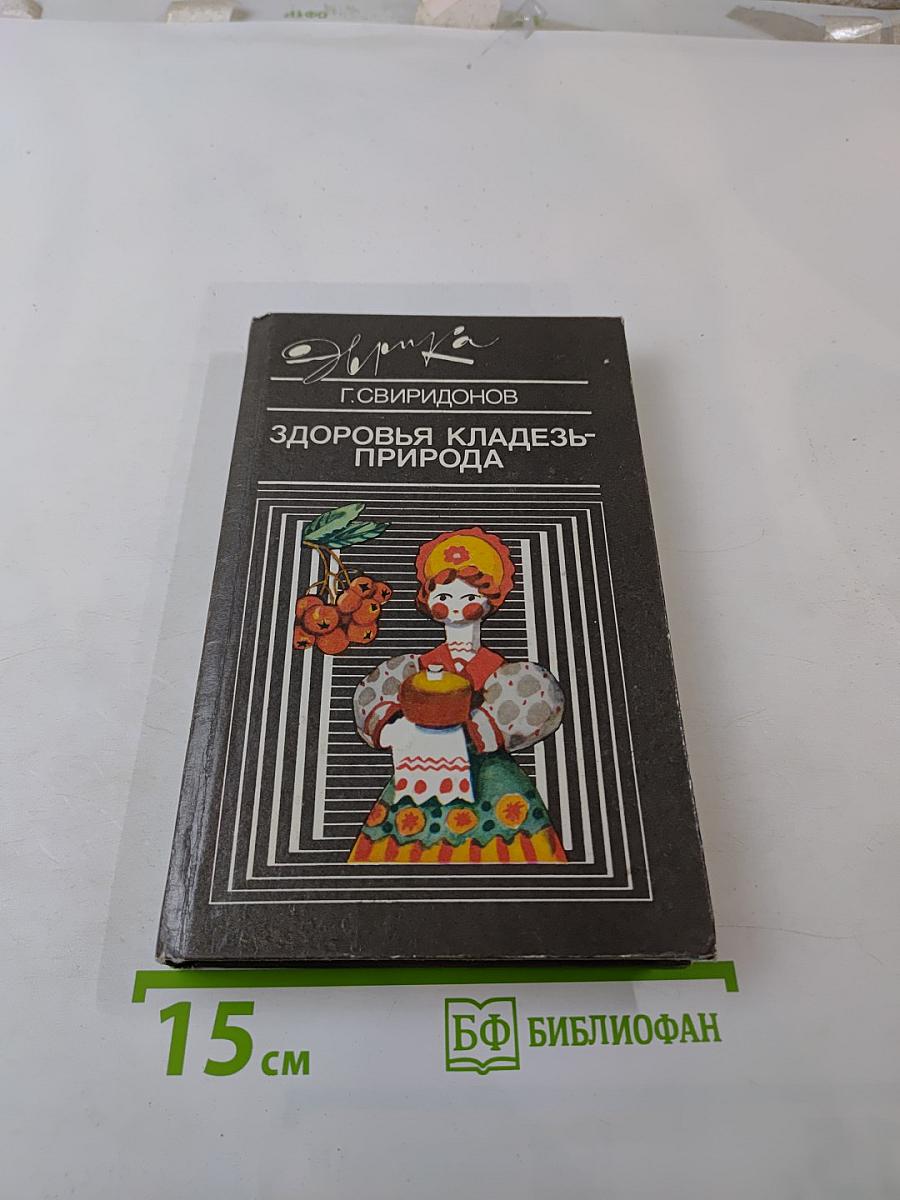 Эврика
Г. СВИРИДОНОВ
ЗДОРОВЬЯ КЛАДЕЗЬ-
ПРИРОДА
15 см
БФ БИБЛИОФАН